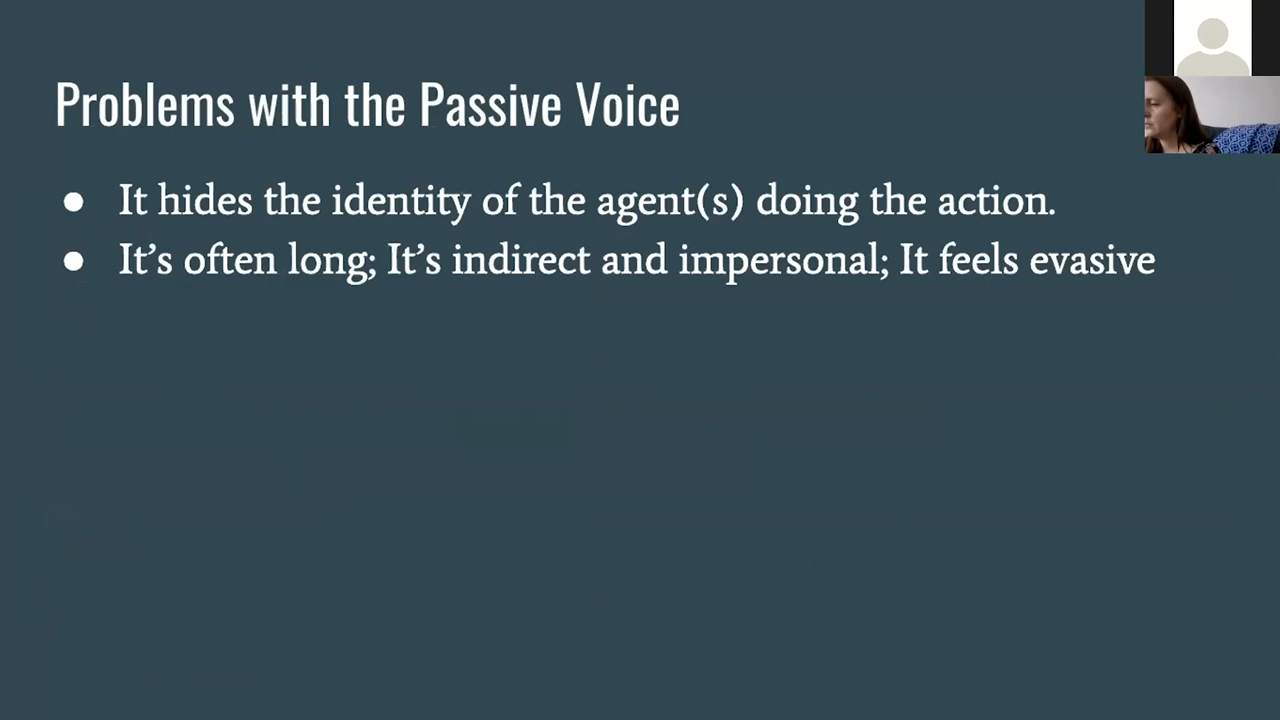 Problems with the Passive Voice
● It hides the identity of the agent(s) doing the action.
● It’s often long; It’s indirect and impersonal; It feels evasive